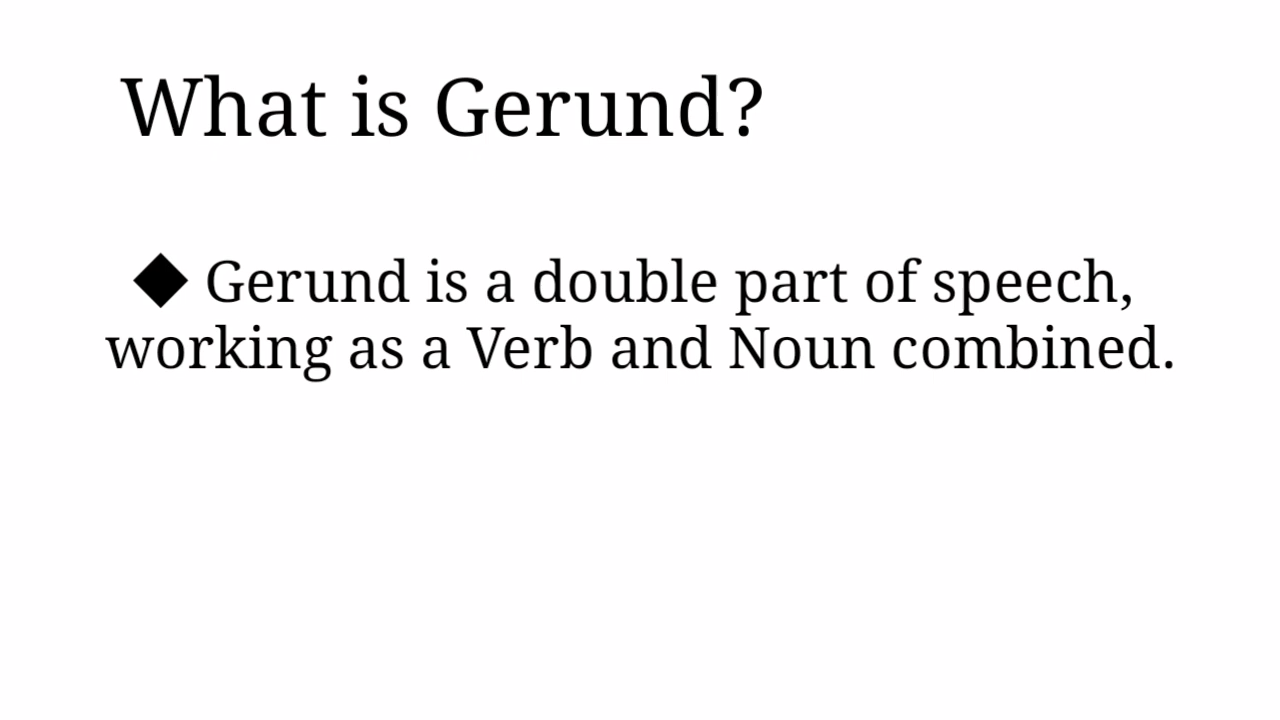 What is Gerund?
◆ Gerund is a double part of speech,
working as a Verb and Noun combined.